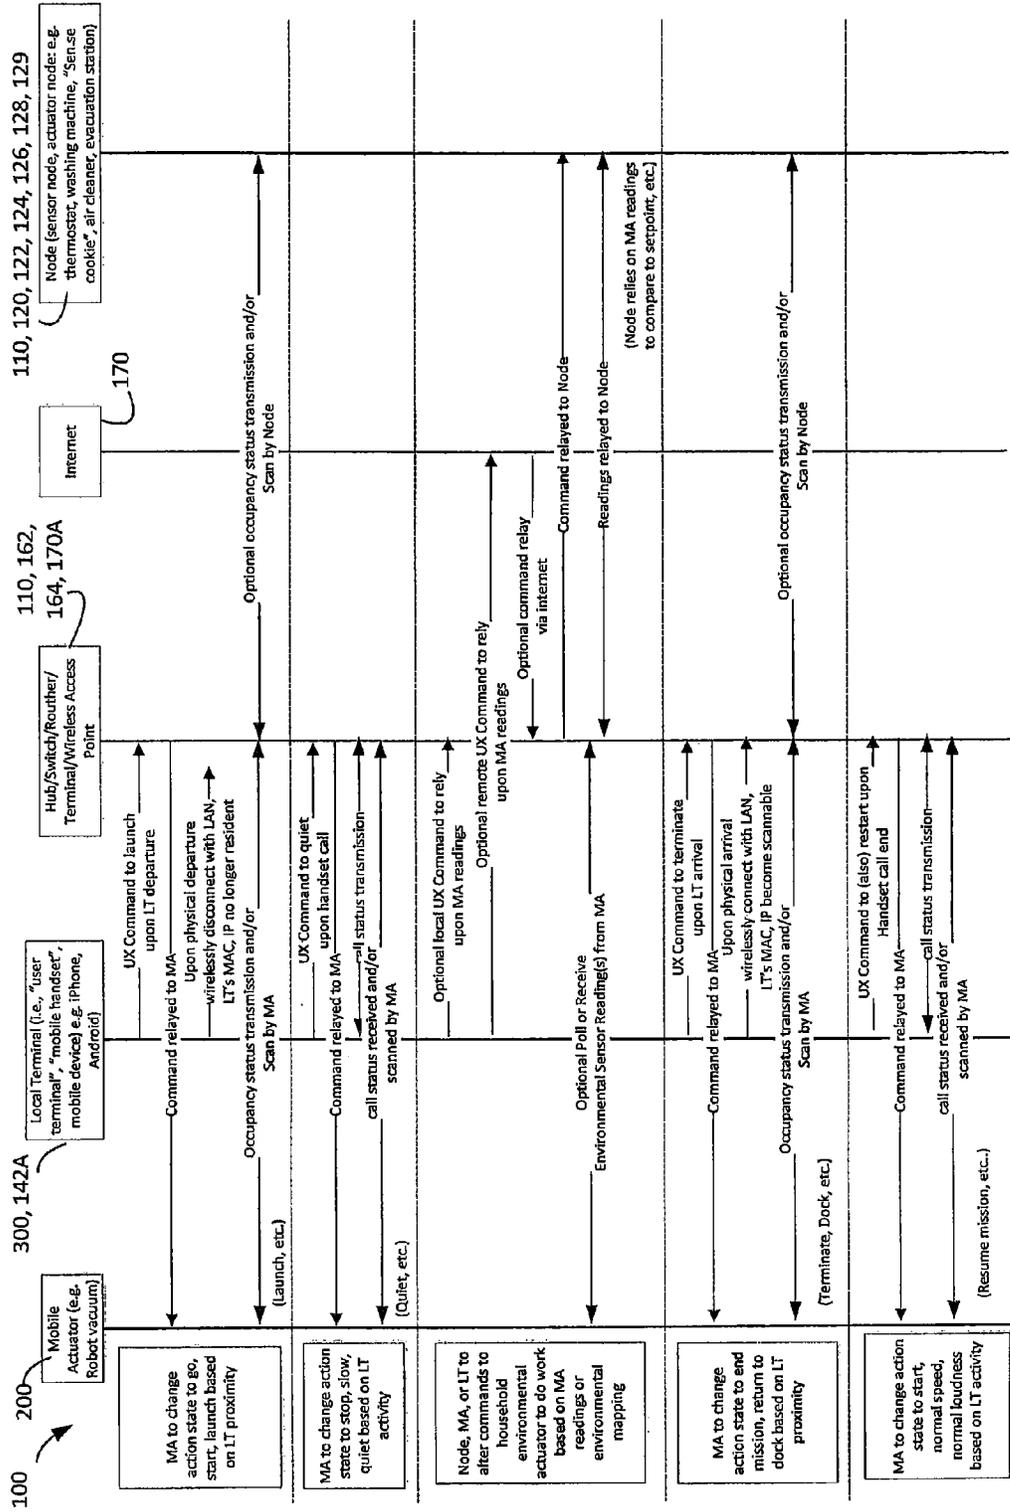 100
200
Mobile
Actuator (e.g.
Robot vacuum)
300, 142A
Local Terminal (i.e., "user
terminal", "mobile handset",
mobile device) e.g. iPhone,
Android)
110, 162,
164, 170A
Hub/Switch/Routher/
Terminal/Wireless Access
Point
170
Internet
110, 120, 122, 124, 126, 128, 129
Node (sensor node, actuator node: e.g.
thermostat, washing machine, "Sen.se
cookie", air cleaner, evacuation station)
MA to change
action state to go,
start, launch based
on LT proximity
UX Command to launch
upon LT departure
Command relayed to MA
Upon physical departure
wirelessly disconnect with LAN,
LT's MAC, IP no longer resident
Occupancy status transmission and/or
Scan by MA
Optional occupancy status transmission and/or
Scan by Node
(Launch, etc.)
MA to change action
state to stop, slow,
quiet based on LT
activity
UX Command to quiet
upon handset call
Command relayed to MA
call status transmission
call status received and/or
scanned by MA
(Quiet, etc.)
Node, MA, or LT to
alter commands to
household
environmental
actuator to do work
based on MA
readings or
environmental
mapping
Optional local UX Command to rely
upon MA readings
Optional remote UX Command to rely
upon MA readings
Optional command relay
via internet
Command relayed to Node
Optional Poll or Receive
Environmental Sensor Reading(s) from MA
Readings relayed to Node
(Node relies on MA readings
to compare to setpoint, etc.)
MA to change
action state to end
mission, return to
dock based on LT
proximity
UX Command to terminate
upon LT arrival
Command relayed to MA
Upon physical arrival
wirelessly connect with LAN,
LT's MAC, IP become scannable
Occupancy status transmission and/or
Scan by MA
Optional occupancy status transmission and/or
Scan by Node
(Terminate, Dock, etc.)
MA to change action
state to start,
normal speed,
normal loudness
based on LT activity
UX Command to (also) restart upon
Handset call end
Command relayed to MA
call status transmission
call status received and/or
scanned by MA
(Resume mission, etc..)